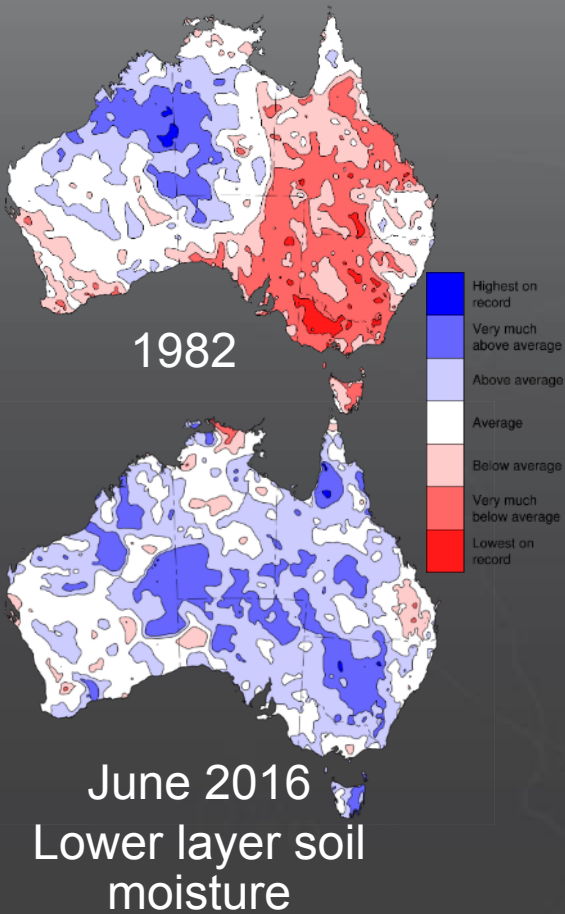 1982
Highest on
record
Very much
above average
Above average
Average
Below average
Very much
below average
Lowest on
record
June 2016
Lower layer soil
moisture